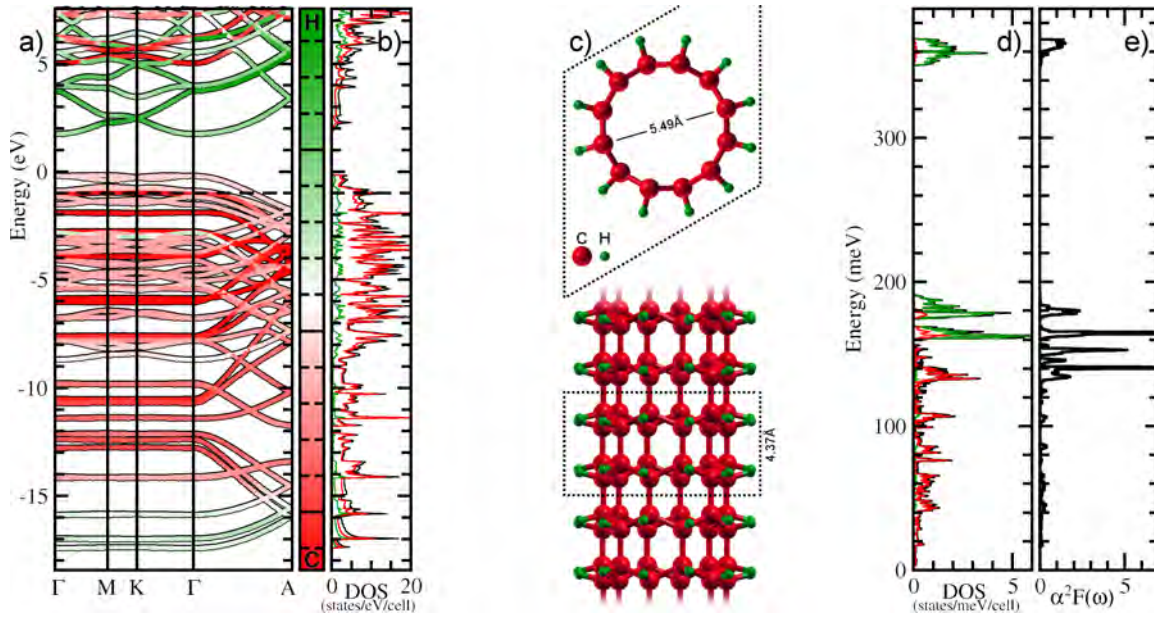 a)
H
b)
c)
d)
e)
Energy (eV)
5
0
-5
-10
-15
Γ M K Γ A
C
0 DOS 20
(states/eV/cell)
5.49Å
C H
4.37Å
Energy (meV)
300
200
100
0
0 DOS 5
(states/meV/cell)
0 α²F(ω) 6